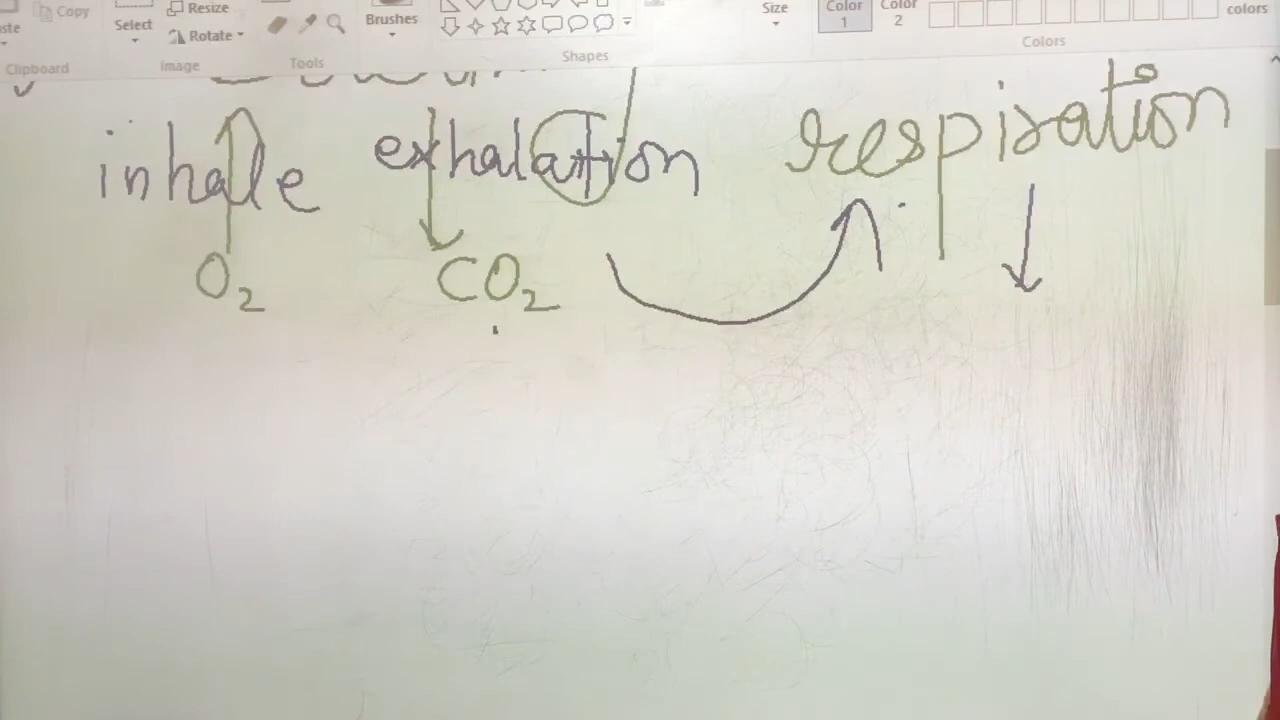 Copy
Resize
Select
Rotate
Brushes
Size
Color 1
Color 2
colors
Clipboard
Image
Tools
Shapes
Colors
inhale exhalation respiration
O2 CO2